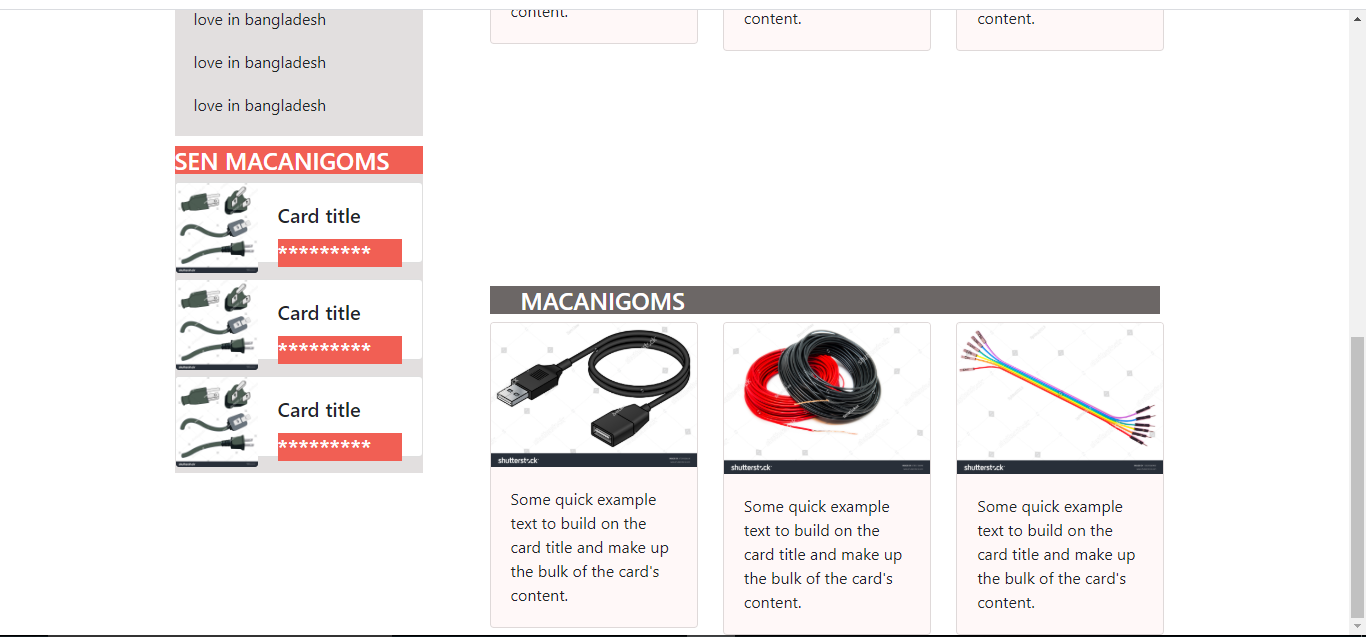 love in bangladesh
love in bangladesh
love in bangladesh
SEN MACANIGOMS
Card title
*********
Card title
*********
Card title
*********
content.
content.
content.
MACANIGOMS
shutterstock
Some quick example
text to build on the
card title and make up
the bulk of the card's
content.
shutterstock
Some quick example
text to build on the
card title and make up
the bulk of the card's
content.
shutterstock
Some quick example
text to build on the
card title and make up
the bulk of the card's
content.